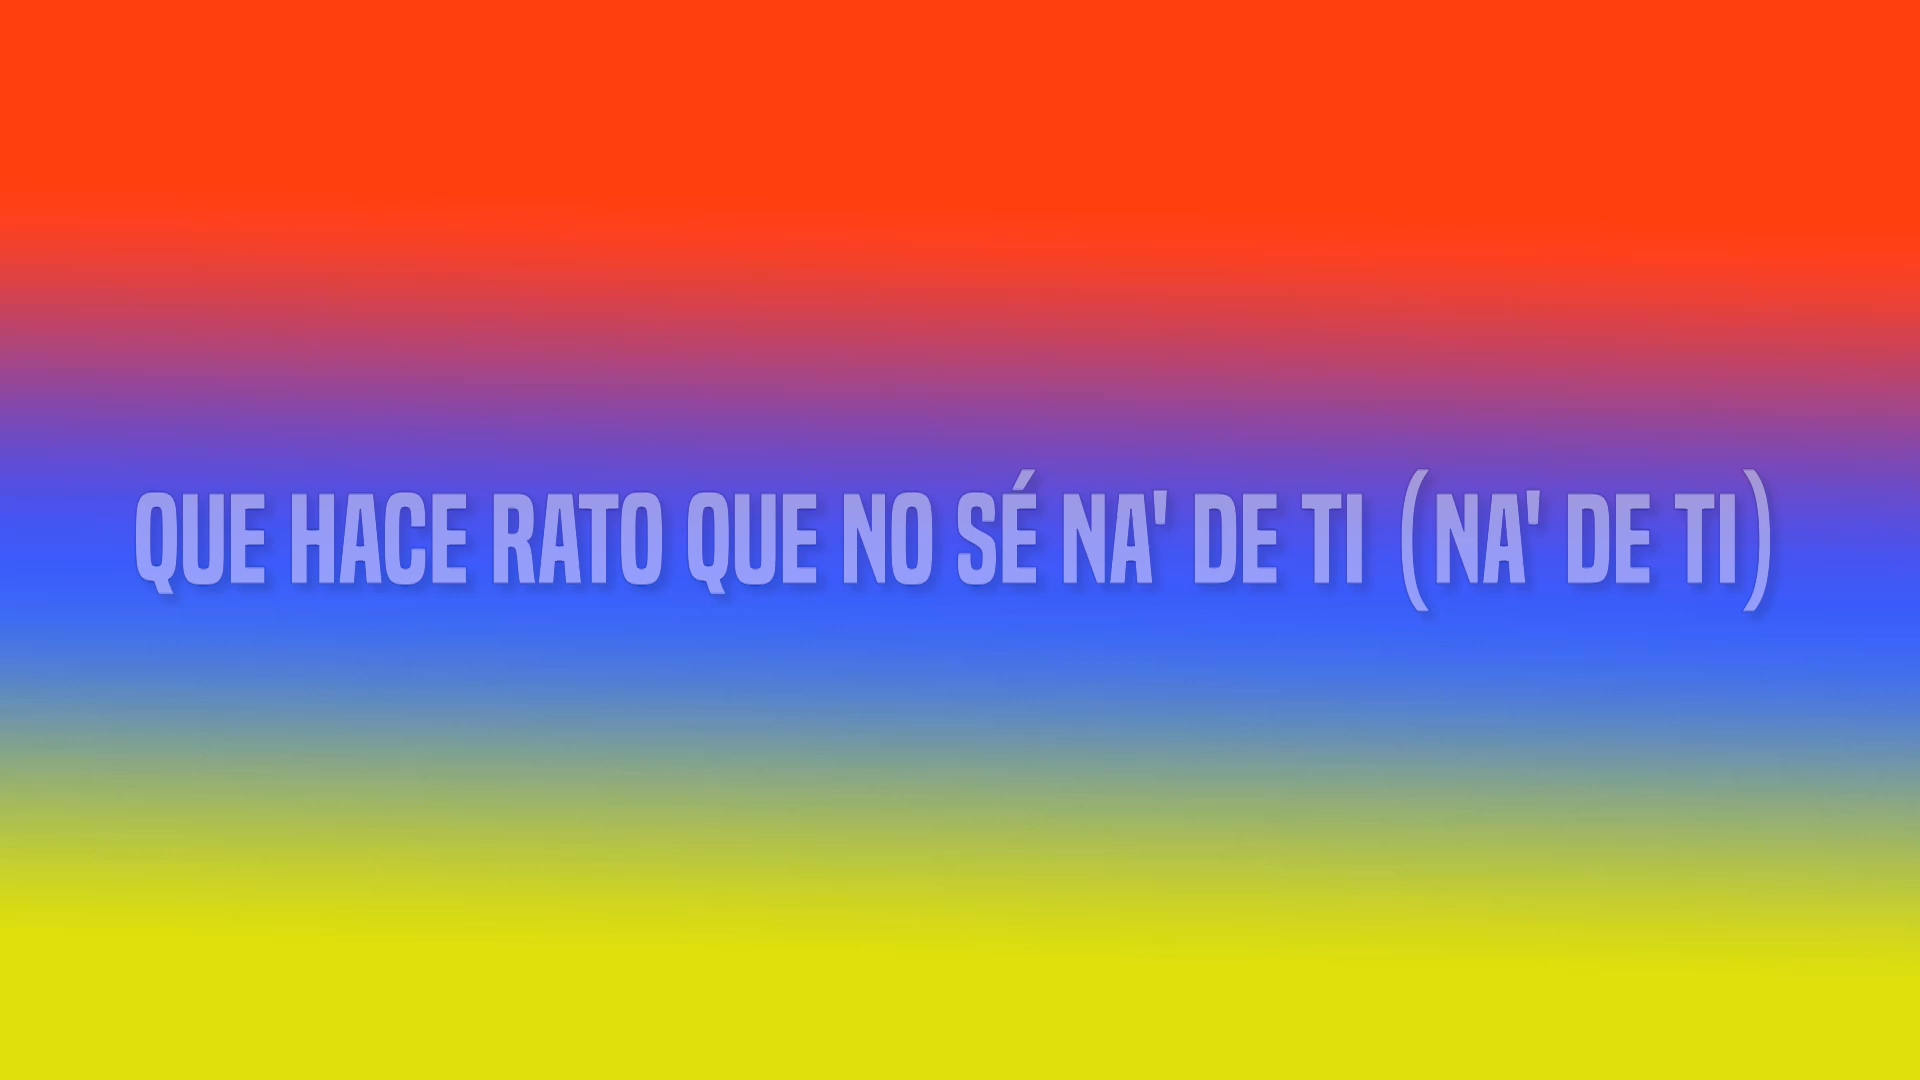 QUE HACE RATO QUE NO SÉ NA' DE TI (NA' DE TI)